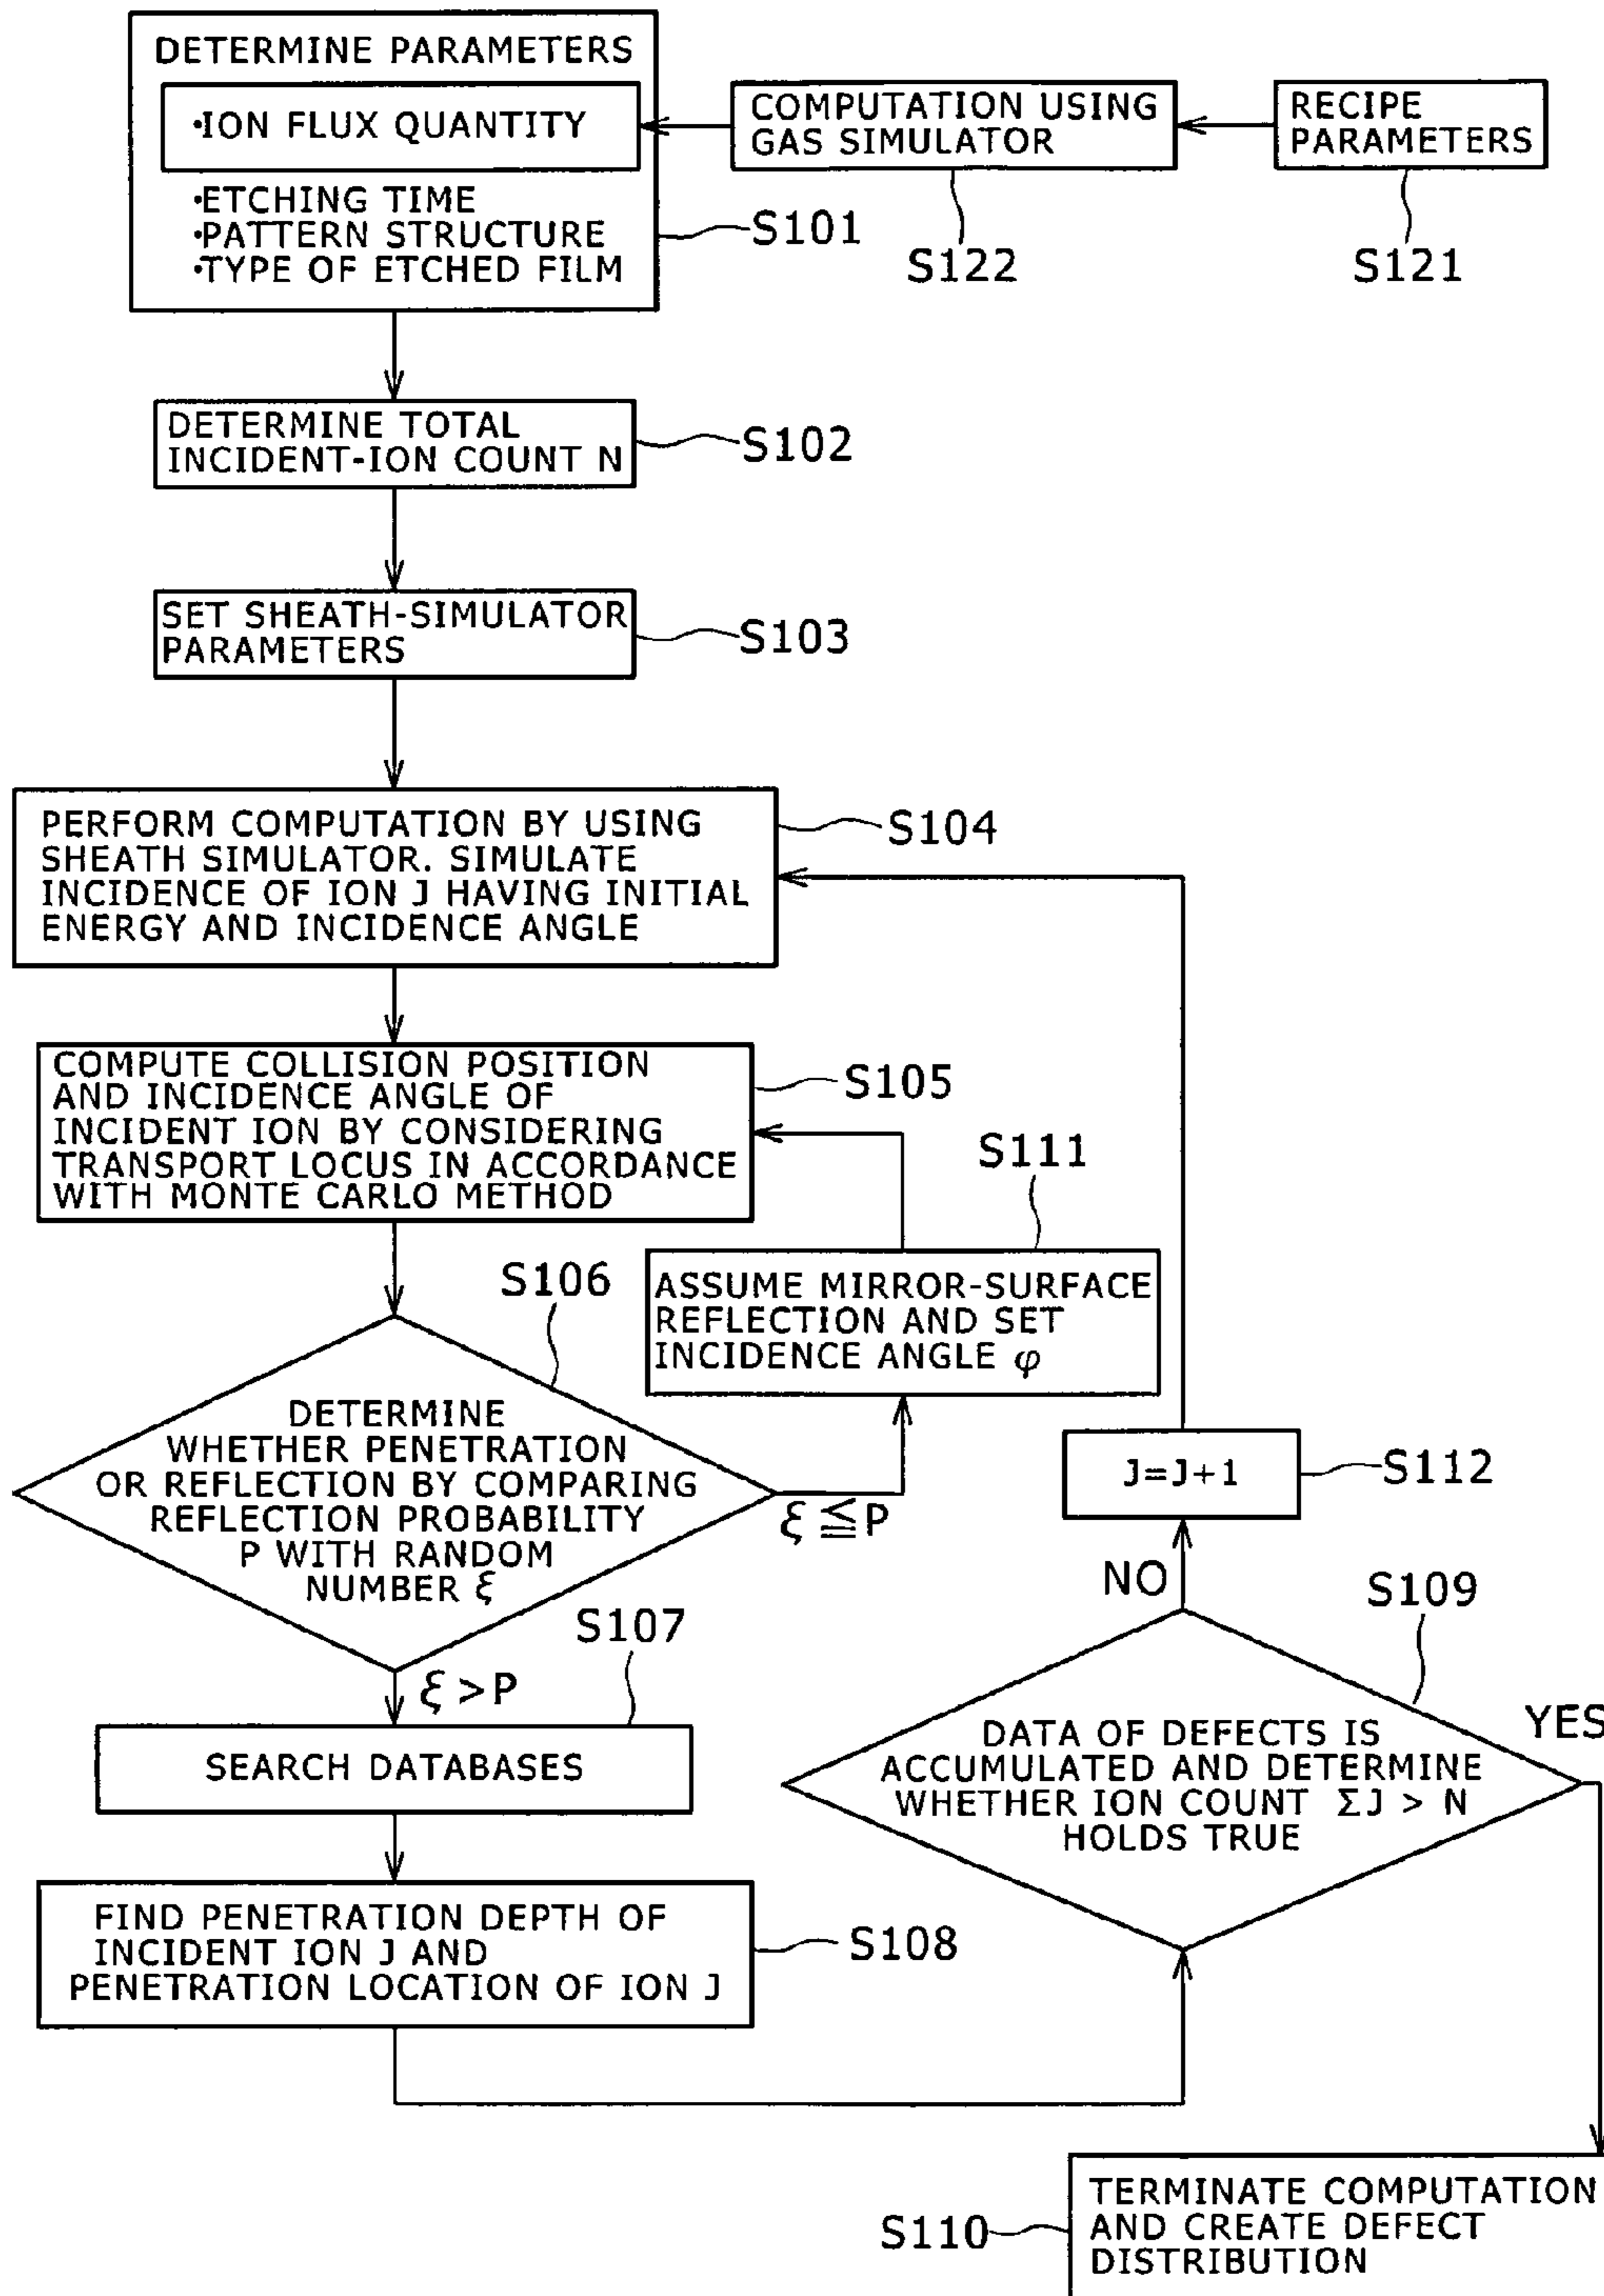 DETERMINE PARAMETERS
•ION FLUX QUANTITY
•ETCHING TIME
•PATTERN STRUCTURE
•TYPE OF ETCHED FILM
S101
COMPUTATION USING
GAS SIMULATOR
S122
RECIPE
PARAMETERS
S121
DETERMINE TOTAL
INCIDENT-ION COUNT N
S102
SET SHEATH-SIMULATOR
PARAMETERS
S103
PERFORM COMPUTATION BY USING
SHEATH SIMULATOR. SIMULATE
INCIDENCE OF ION J HAVING INITIAL
ENERGY AND INCIDENCE ANGLE
S104
COMPUTE COLLISION POSITION
AND INCIDENCE ANGLE OF
INCIDENT ION BY CONSIDERING
TRANSPORT LOCUS IN ACCORDANCE
WITH MONTE CARLO METHOD
S105
S111
ASSUME MIRROR-SURFACE
REFLECTION AND SET
INCIDENCE ANGLE φ
S106
DETERMINE
WHETHER PENETRATION
OR REFLECTION BY COMPARING
REFLECTION PROBABILITY
P WITH RANDOM
NUMBER ξ
ξ≦P
ξ>P
S107
SEARCH DATABASES
FIND PENETRATION DEPTH OF
INCIDENT ION J AND
PENETRATION LOCATION OF ION J
S108
J=J+1
S112
NO
S109
DATA OF DEFECTS IS
ACCUMULATED AND DETERMINE
WHETHER ION COUNT ΣJ > N
HOLDS TRUE
YES
S110
TERMINATE COMPUTATION
AND CREATE DEFECT
DISTRIBUTION